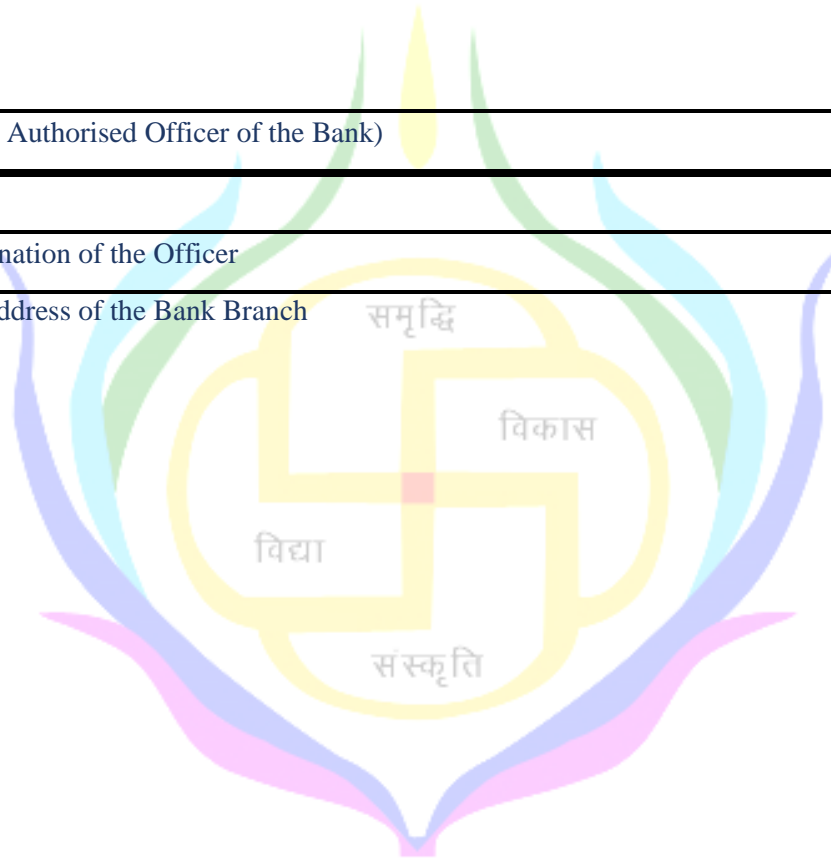 Authorised Officer of the Bank)
nation of the Officer
ddress of the Bank Branch
समृद्धि
विकास
विद्या
संस्कृति